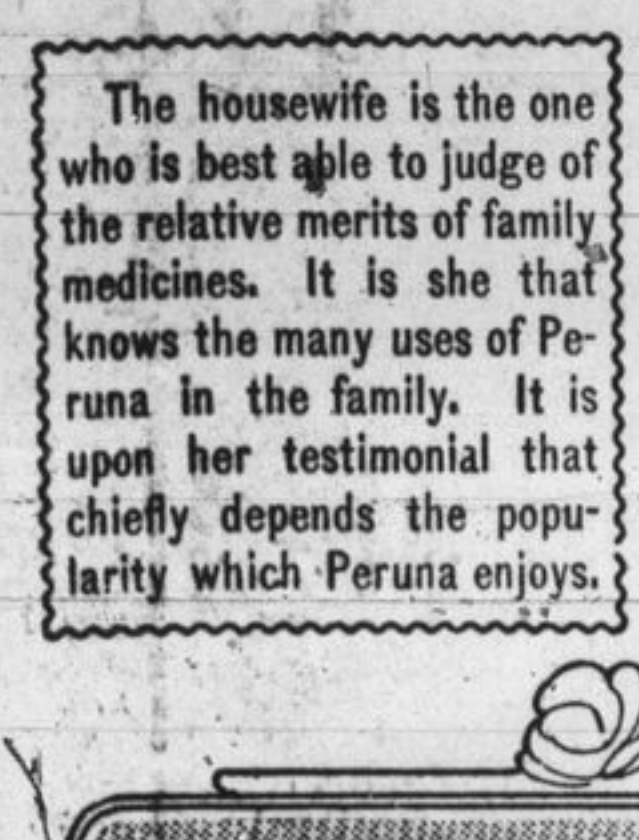 The housewife is the one
who is best able to judge of
the relative merits of family
medicines. It is she that
knows the many uses of Pe-
runa in the family. It is
upon her testimonial that
chiefly depends the popu-
larity which Peruna enjoys.